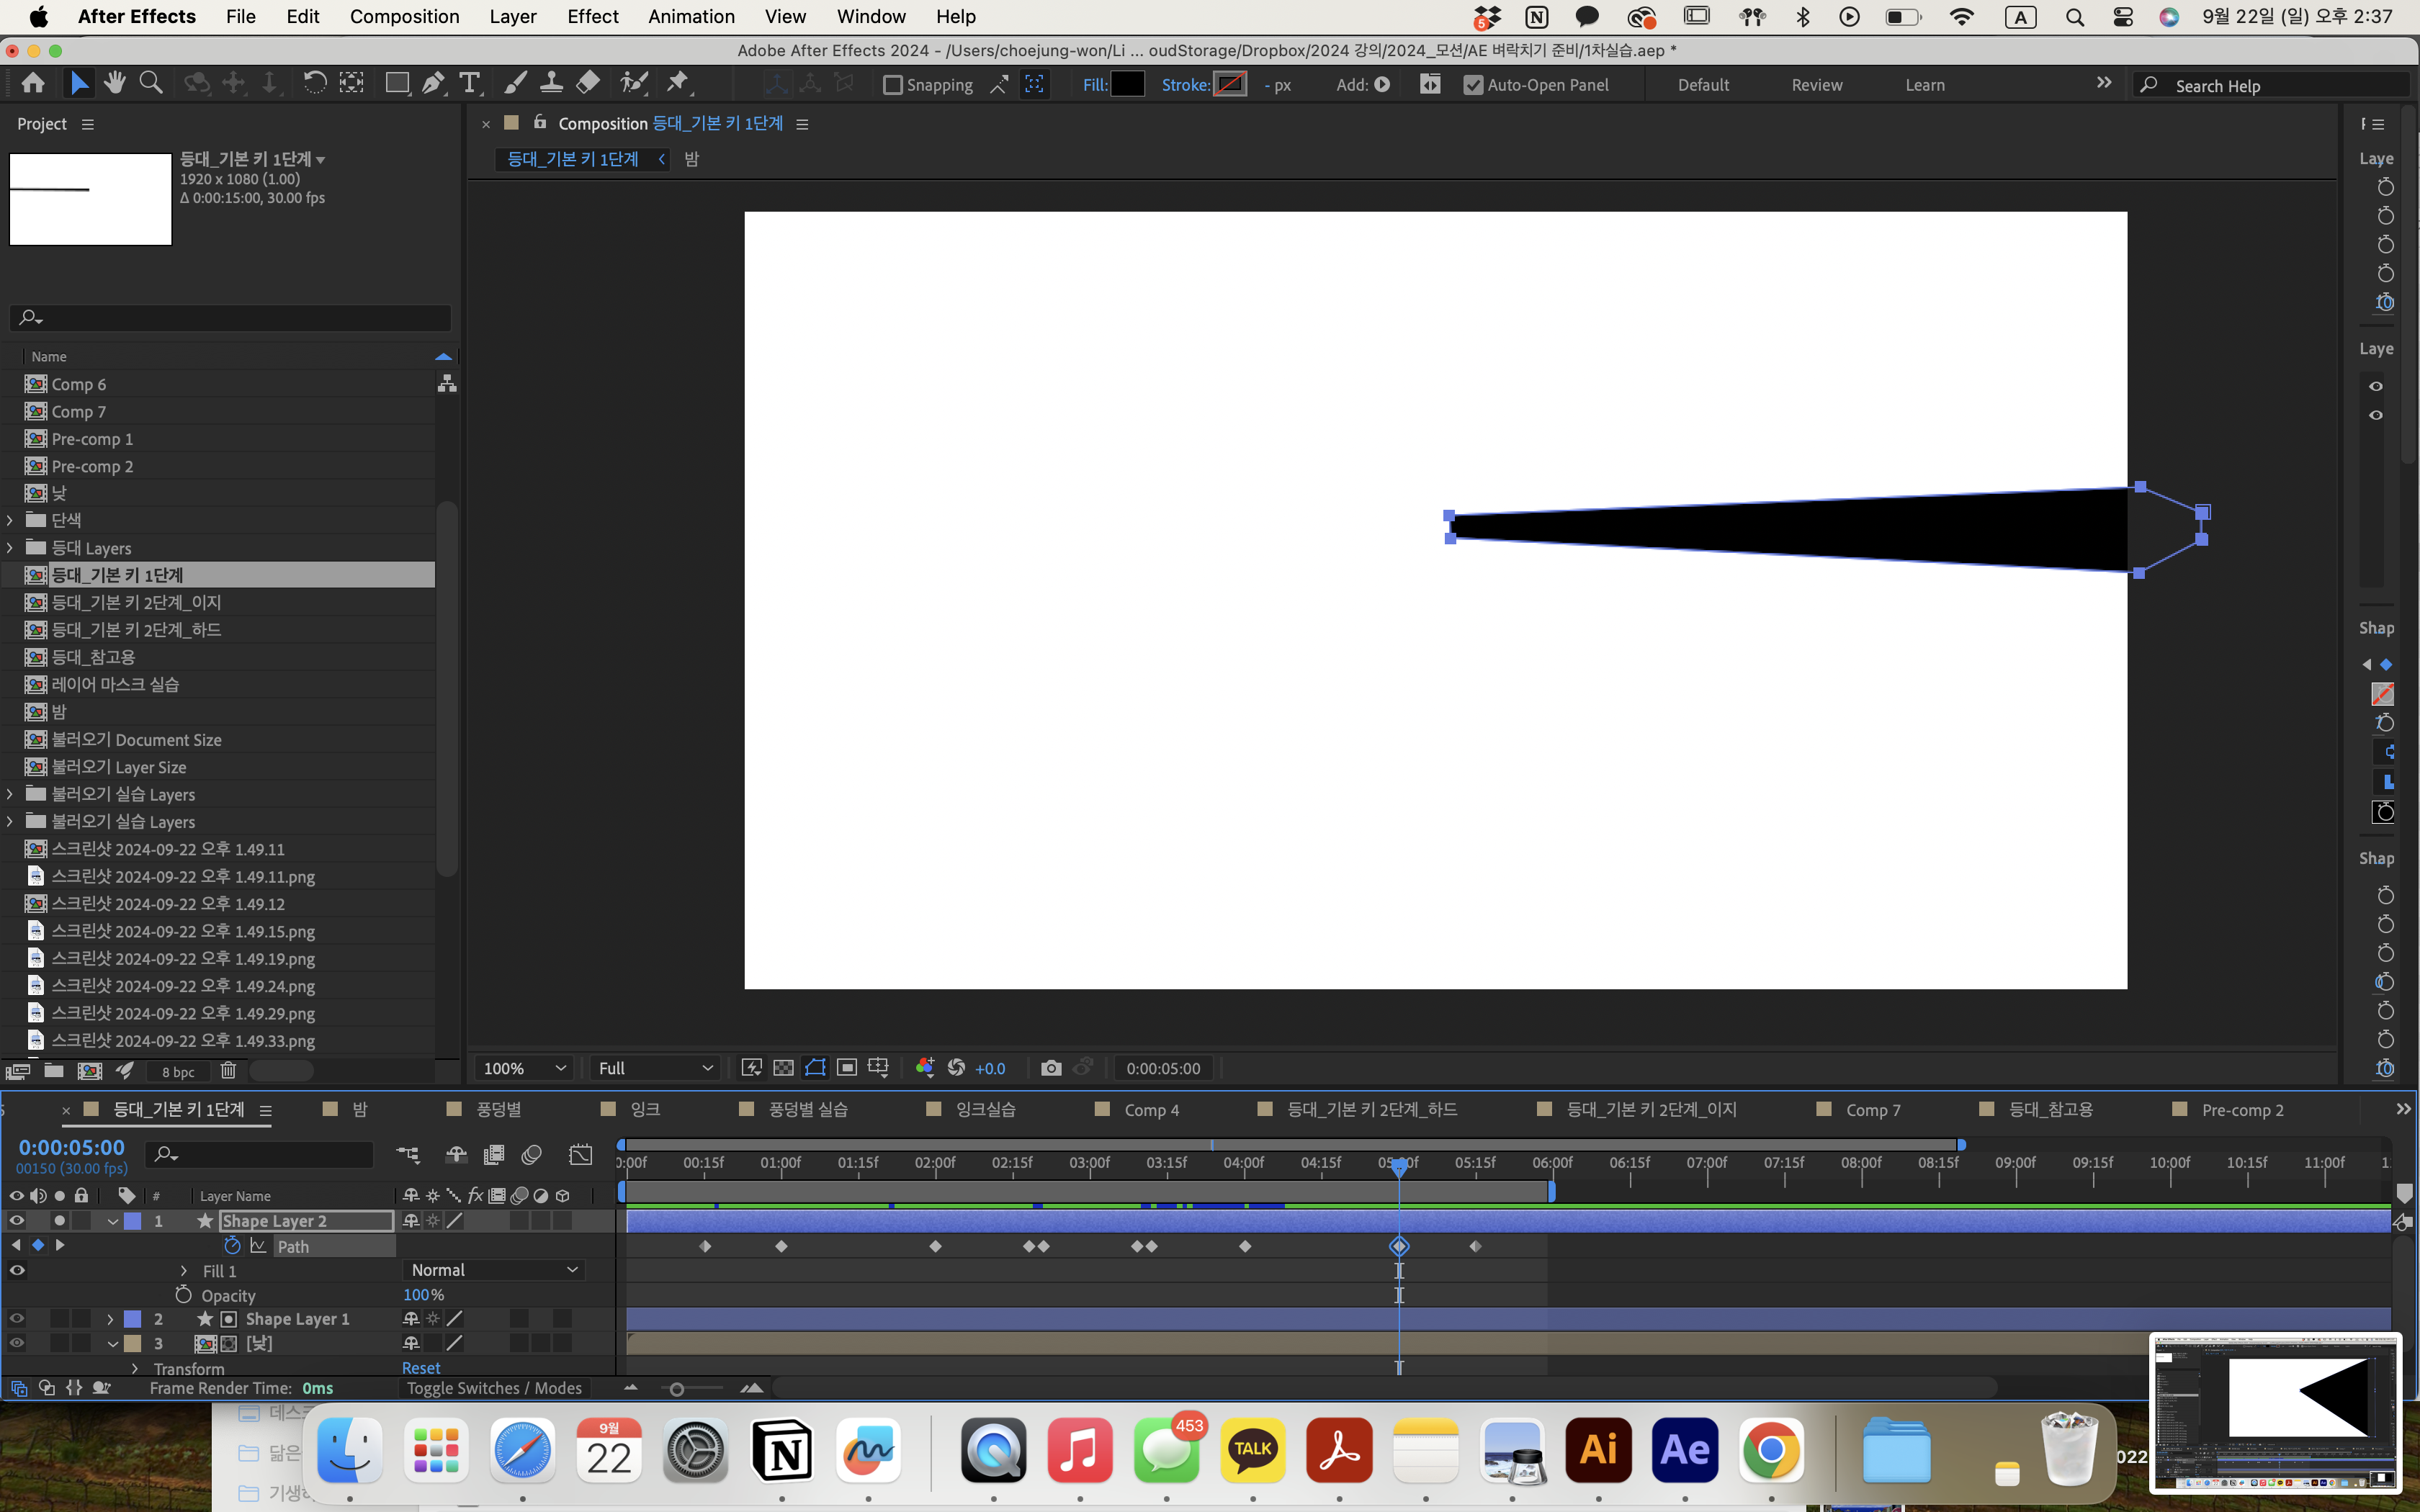 After Effects File Edit Composition Layer Effect Animation View Window Help 5 N A 9월 22일 (일) 오후 2:37
Adobe After Effects 2024 - /Users/choejung-won/Li ... oudStorage/Dropbox/2024 강의/2024_모션/AE 벼락치기 준비/1차실습.aep *
T Snapping Fill: Stroke: - px Add: Auto-Open Panel Default Review Learn Search Help
Project
Composition 등대_기본 키 1단계
등대_기본 키 1단계 밤
등대_기본 키 1단계
1920 x 1080 (1.00)
Δ 0:00:15:00, 30.00 fps
Laye
Laye
Shap
Shap
Name
Comp 6
Comp 7
Pre-comp 1
Pre-comp 2
낮
단색
등대 Layers
등대_기본 키 1단계
등대_기본 키 2단계_이지
등대_기본 키 2단계_하드
등대_참고용
레이어 마스크 실습
밤
불러오기 Document Size
불러오기 Layer Size
불러오기 실습 Layers
불러오기 실습 Layers
스크린샷 2024-09-22 오후 1.49.11
스크린샷 2024-09-22 오후 1.49.11.png
스크린샷 2024-09-22 오후 1.49.12
스크린샷 2024-09-22 오후 1.49.15.png
스크린샷 2024-09-22 오후 1.49.19.png
스크린샷 2024-09-22 오후 1.49.24.png
스크린샷 2024-09-22 오후 1.49.29.png
스크린샷 2024-09-22 오후 1.49.33.png
8 bpc
100% Full +0.0 0:00:05:00
등대_기본 키 1단계 밤 풍덩별 잉크 풍덩별 실습 잉크실습 Comp 4 등대_기본 키 2단계_하드 등대_기본 키 2단계_이지 Comp 7 등대_참고용 Pre-comp 2
0:00:05:00
00150 (30.00 fps)
0:00f 00:15f 01:00f 01:15f 02:00f 02:15f 03:00f 03:15f 04:00f 04:15f 05:00f 05:15f 06:00f 06:15f 07:00f 07:15f 08:00f 08:15f 09:00f 09:15f 10:00f 10:15f 11:00f
# Layer Name fx
1 Shape Layer 2
Path
Fill 1 Normal
Opacity 100%
2 Shape Layer 1
3 [낮]
Transform Reset
Frame Render Time: 0ms Toggle Switches / Modes
닮은
9월
22
N
453
TALK
Ai
Ae
022